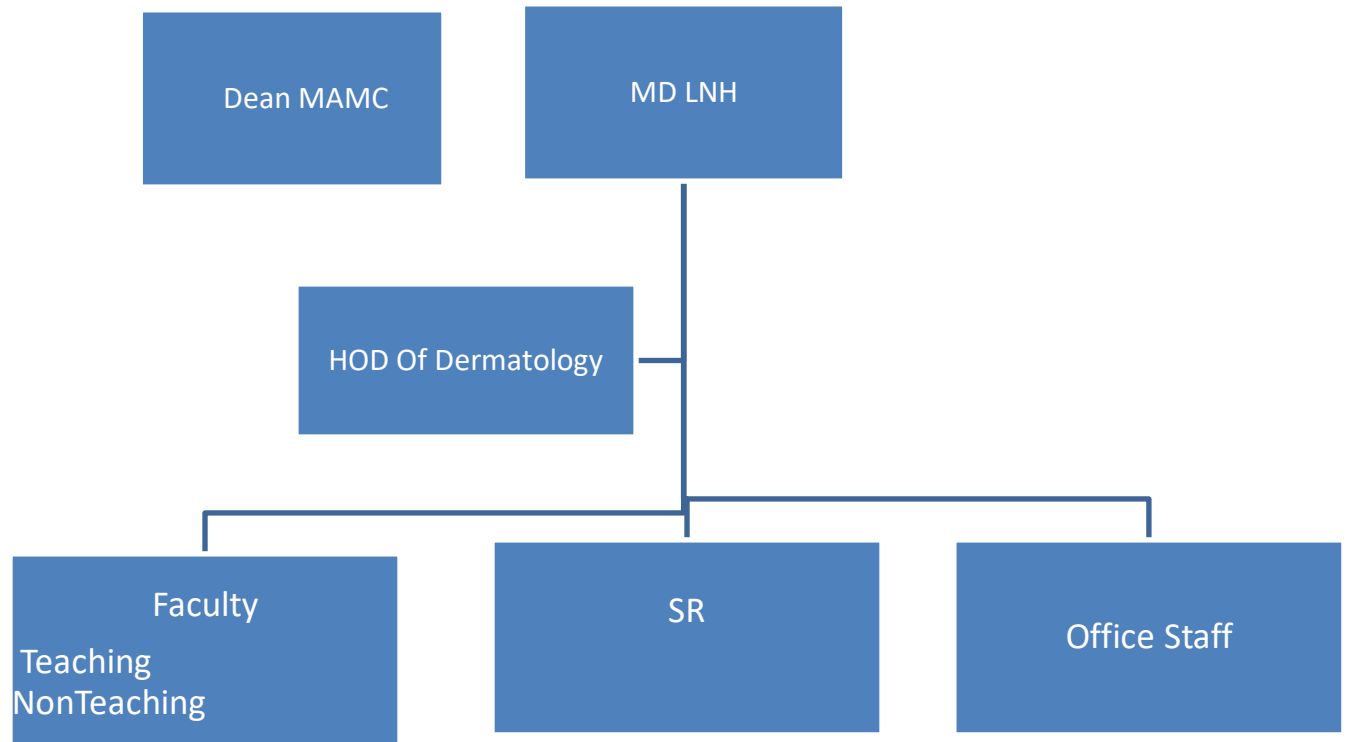 Dean MAMC
MD LNH
HOD Of Dermatology
Faculty
Teaching
NonTeaching
SR
Office Staff